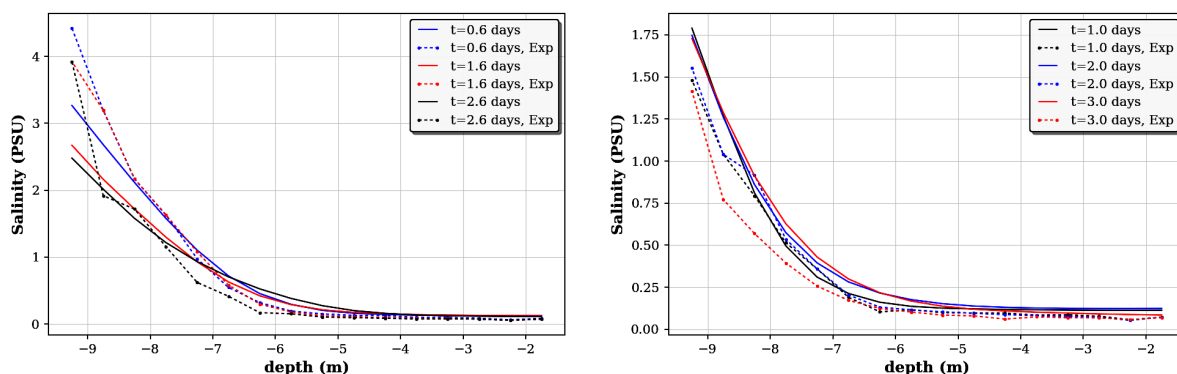 Salinity (PSU)
4
3
2
1
0
−9
−8
−7
−6
−5
−4
−3
−2
depth (m)
t=0.6 days
t=0.6 days, Exp
t=1.6 days
t=1.6 days, Exp
t=2.6 days
t=2.6 days, Exp
Salinity (PSU)
1.75
1.50
1.25
1.00
0.75
0.50
0.25
0.00
−9
−8
−7
−6
−5
−4
−3
−2
depth (m)
t=1.0 days
t=1.0 days, Exp
t=2.0 days
t=2.0 days, Exp
t=3.0 days
t=3.0 days, Exp